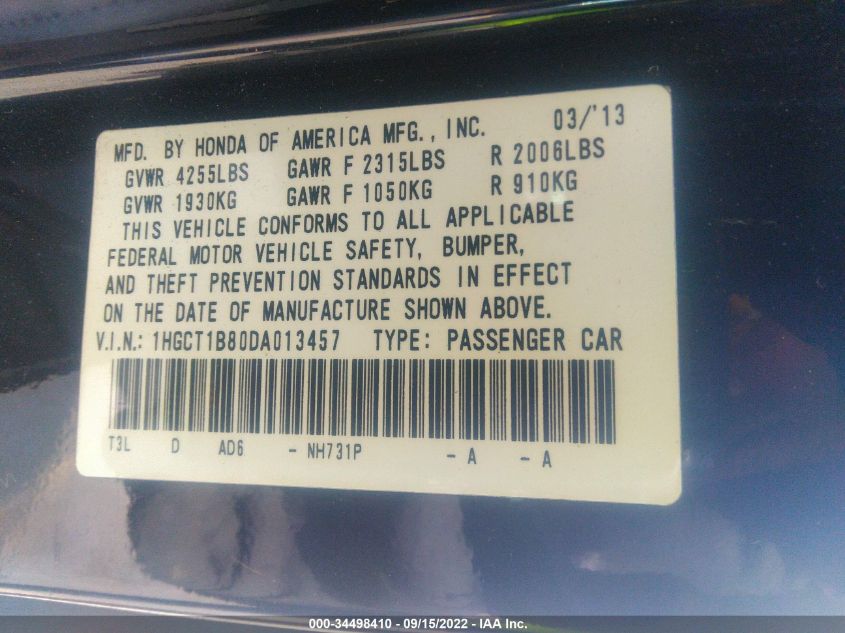 MFD. BY HONDA OF AMERICA MFG., INC. 03/'13
GVWR 4255LBS GAWR F 2315LBS R 2006LBS
GVWR 1930KG GAWR F 1050KG R 910KG
THIS VEHICLE CONFORMS TO ALL APPLICABLE
FEDERAL MOTOR VEHICLE SAFETY, BUMPER,
AND THEFT PREVENTION STANDARDS IN EFFECT
ON THE DATE OF MANUFACTURE SHOWN ABOVE.
V.I.N.: 1HGCT1B80DA013457 TYPE: PASSENGER CAR
T3L D AD6 - NH731P - A - A
000-34498410 - 09/15/2022 - IAA Inc.